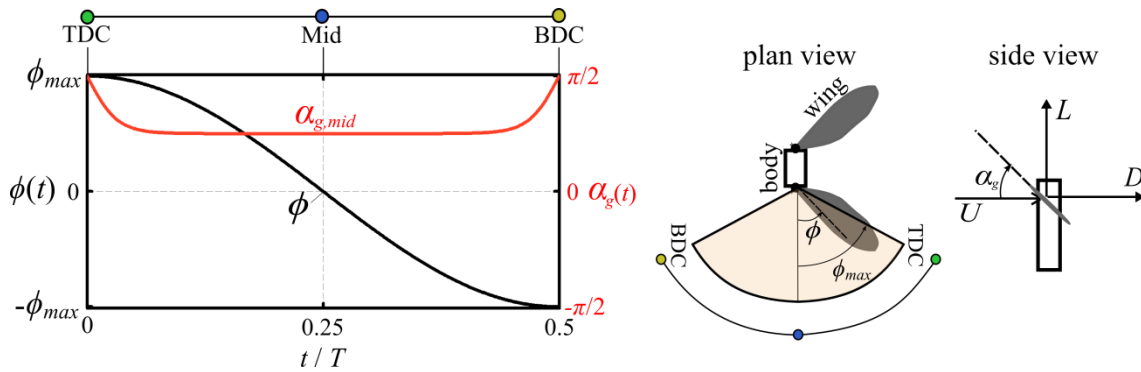 TDC Mid BDC
ϕmax
π/2
αg,mid
ϕ(t) 0
ϕ
0 αg(t)
-ϕmax
-π/2
0 0.25 0.5
t / T
plan view
wing
body
BDC
ϕ
TDC
ϕmax
side view
L
αg
D
U